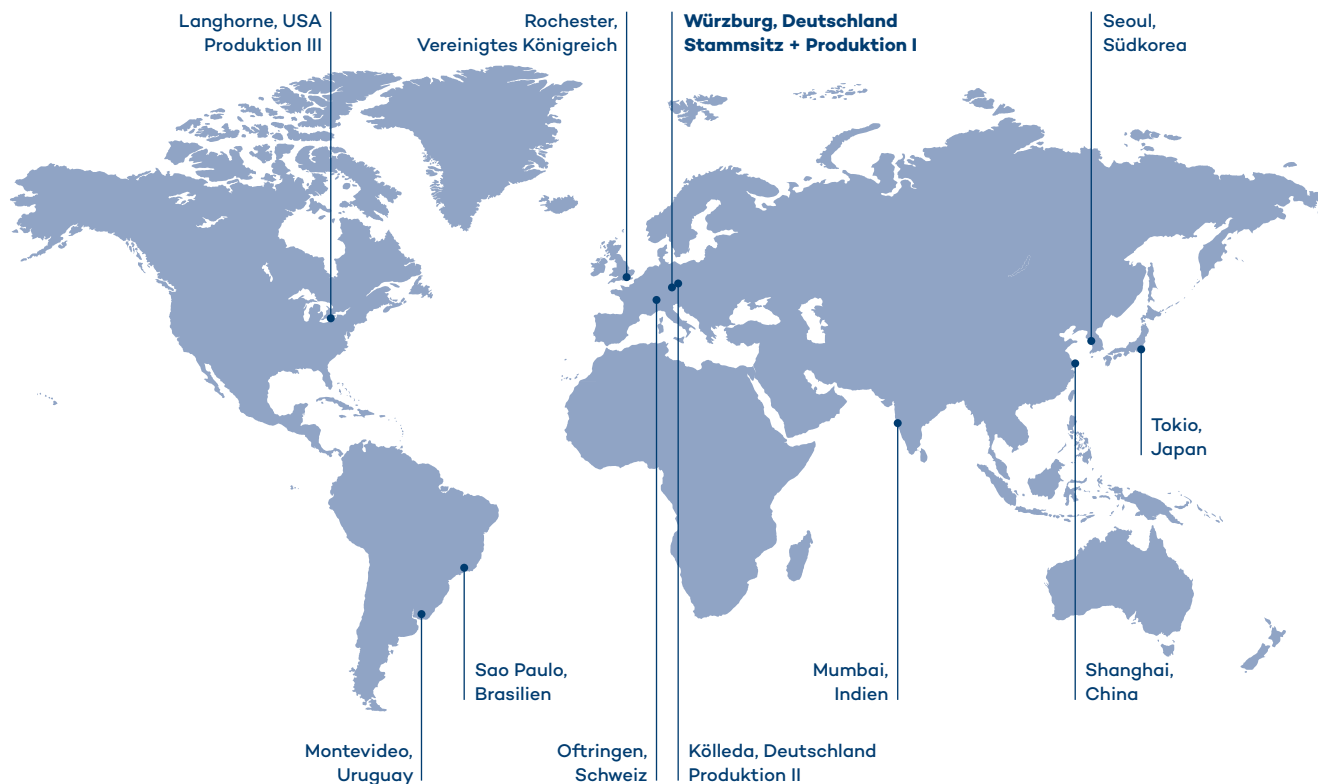 Langhorne, USA
Produktion III
Rochester,
Vereinigtes Königreich
Würzburg, Deutschland
Stammsitz + Produktion I
Seoul,
Südkorea
Tokio,
Japan
Sao Paulo,
Brasilien
Mumbai,
Indien
Shanghai,
China
Montevideo,
Uruguay
Oftringen,
Schweiz
Kölleda, Deutschland
Produktion II